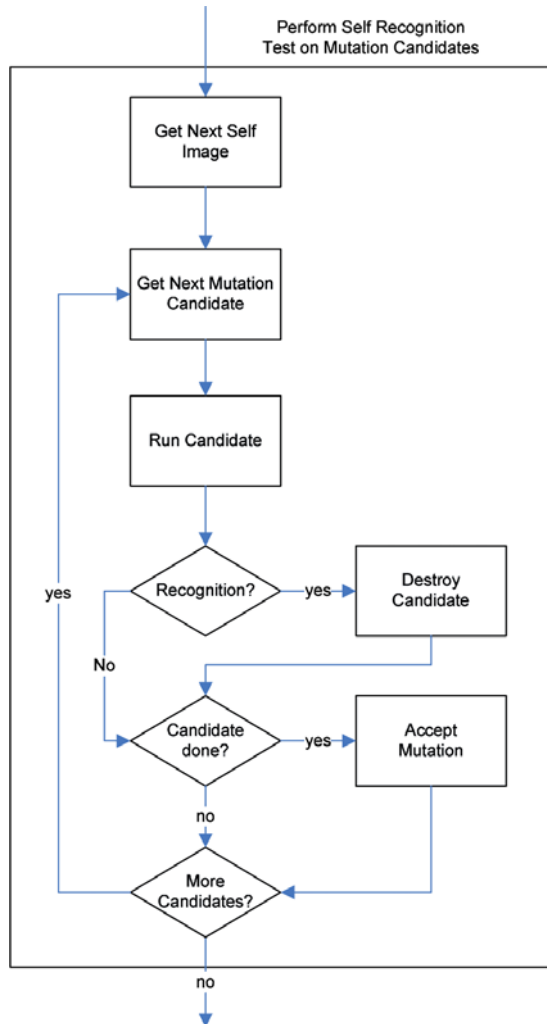 Perform Self Recognition
Test on Mutation Candidates
Get Next Self
Image
Get Next Mutation
Candidate
Run Candidate
Recognition?
yes
Destroy
Candidate
yes
No
Candidate
done?
yes
Accept
Mutation
no
More
Candidates?
no